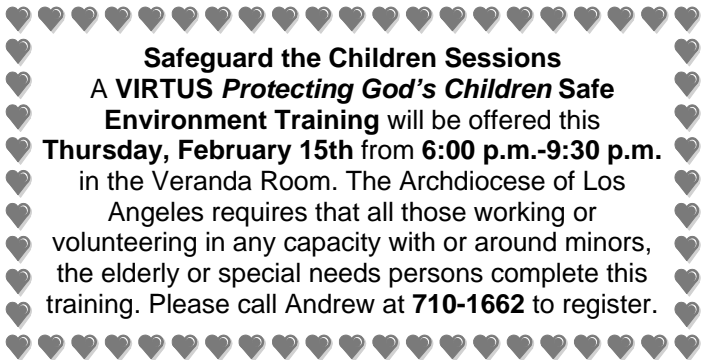 Safeguard the Children Sessions
A VIRTUS Protecting God's Children Safe
Environment Training will be offered this
Thursday, February 15th from 6:00 p.m.-9:30 p.m.
in the Veranda Room. The Archdiocese of Los
Angeles requires that all those working or
volunteering in any capacity with or around minors,
the elderly or special needs persons complete this
training. Please call Andrew at 710-1662 to register.